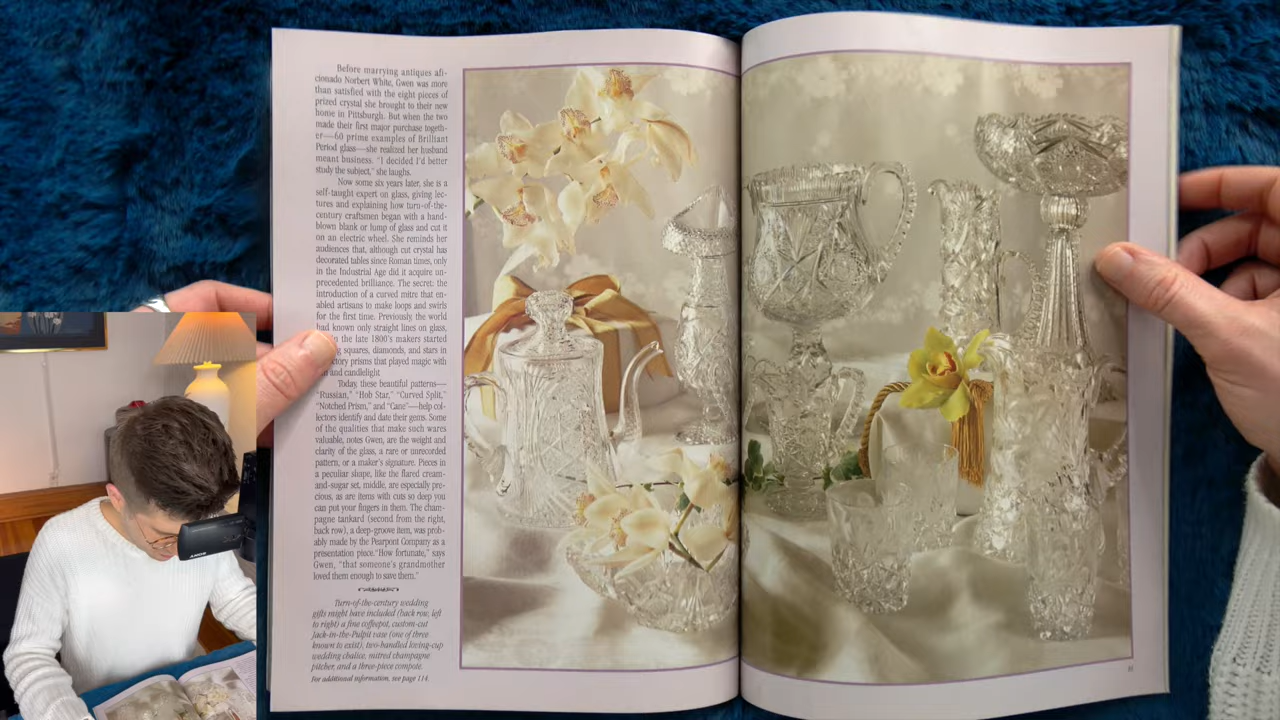 Before marrying antiques afi-
cionado Norbert White, Gwen was more
than satisfied with the eight pieces of
prized crystal she brought to their new
home in Pittsburgh. But when the two
made their first major purchase togeth-
er—60 prime examples of Brilliant
Period glass—she realized her husband
meant business. "I decided I'd better
study the subject," she laughs.
Now some six years later, she is a
self-taught expert on glass, giving lec-
tures and explaining how turn-of-the-
century craftsmen began with a hand-
blown blank or lump of glass and cut it
on an electric wheel. She reminds her
audiences that, although cut crystal has
decorated tables since Roman times, only
in the Industrial Age did it acquire un-
precedented brilliance. The secret: the
introduction of a curved mitre that en-
abled artisans to make loops and swirls
for the first time. Previously, the world
had known only straight lines on glass,
in the late 1800's makers started
squares, diamonds, and stars in
prisms that played magic with
and candlelight
Today, these beautiful patterns—
"Russian," "Hob Star," "Curved Split,"
"Notched Prism," and "Cane"—help col-
lectors identify and date their gems. Some
of the qualities that make such wares
valuable, notes Gwen, are the weight and
clarity of the glass, a rare or unrecorded
pattern, or a maker's signature. Pieces in
a peculiar shape, like the flared cream-
and-sugar set, middle, are especially pre-
cious, as are items with cuts so deep you
can put your fingers in them. The cham-
pagne tankard (second from the right,
back row), a deep-groove item, was prob-
ably made by the Pearpont Company as a
presentation piece."How fortunate," says
Gwen, "that someone's grandmother
loved them enough to save them."
Turn-of-the-century wedding
gifts might have included (back row, left
to right) a fine coffeepot, custom-cut
Jack-in-the-Pulpit vase (one of three
known to exist), two-handled loving-cup
wedding chalice, mitred champagne
pitcher, and a three-piece compote.
For additional information, see page 114.
SONY